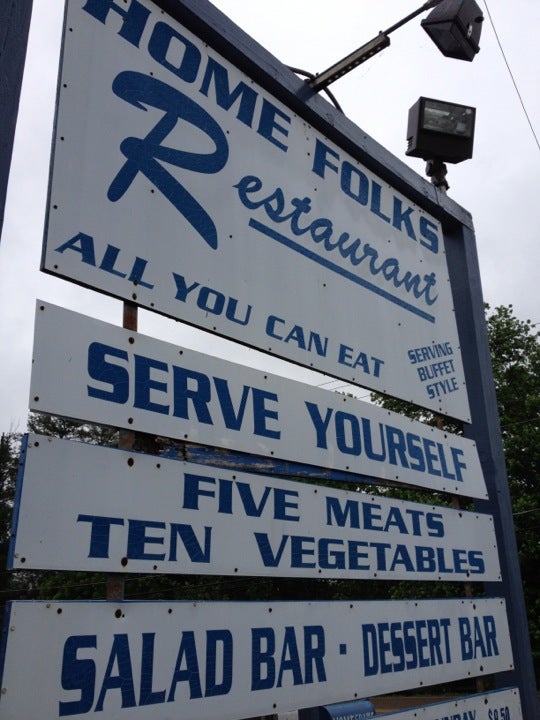 HOME FOLKS
Restaurant
ALL YOU CAN EAT
SERVING
BUFFET
STYLE
SERVE YOURSELF
FIVE MEATS
TEN VEGETABLES
SALAD BAR · DESSERT BAR